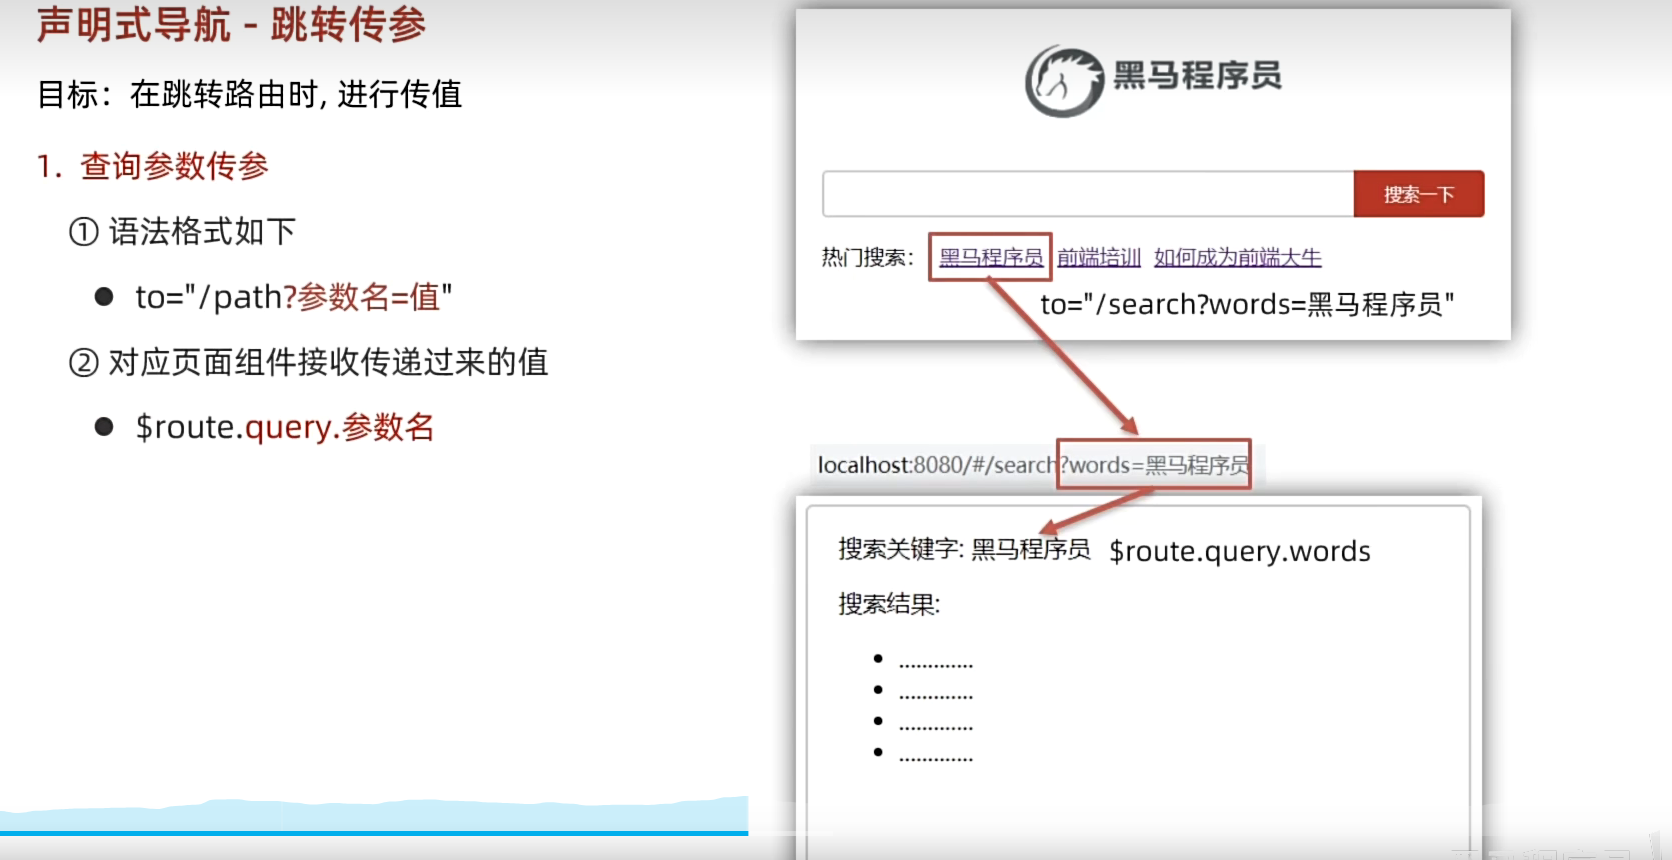 声明式导航 - 跳转传参
目标：在跳转路由时, 进行传值
1. 查询参数传参
① 语法格式如下
● to="/path?参数名=值"
② 对应页面组件接收传递过来的值
● $route.query.参数名
黑马程序员
搜索一下
热门搜索： 黑马程序员 前端培训 如何成为前端大牛
to="/search?words=黑马程序员"
localhost:8080/#/search?words=黑马程序员
搜索关键字: 黑马程序员 $route.query.words
搜索结果:
• .............
• .............
• .............
• .............